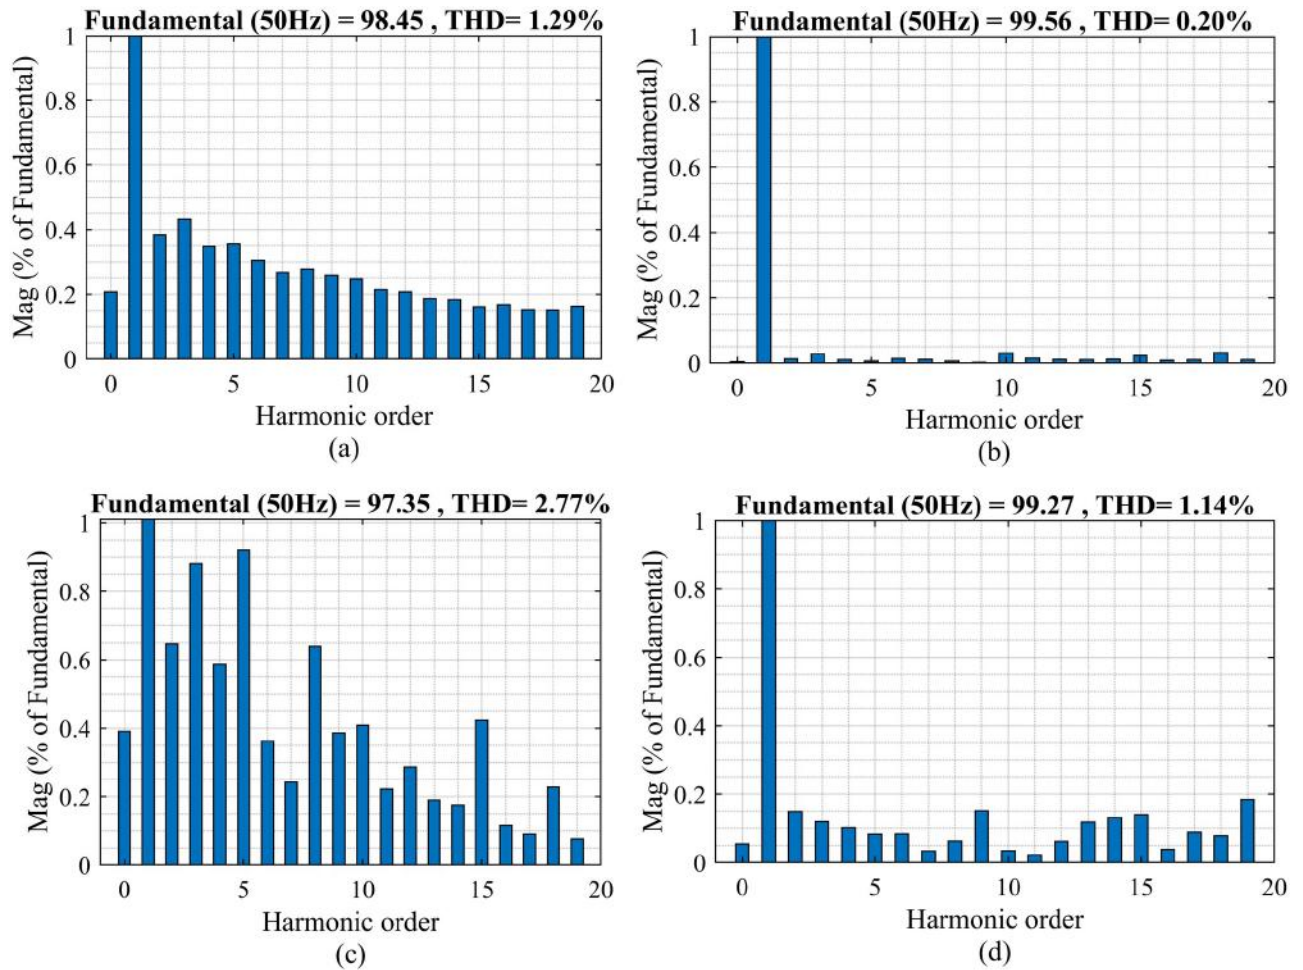 Fundamental (50Hz) = 98.45 , THD= 1.29%
Mag (% of Fundamental)
1
0.8
0.6
0.4
0.2
0
0 5 10 15 20
Harmonic order
(a)
Fundamental (50Hz) = 99.56 , THD= 0.20%
Mag (% of Fundamental)
1
0.8
0.6
0.4
0.2
0
0 5 10 15 20
Harmonic order
(b)
Fundamental (50Hz) = 97.35 , THD= 2.77%
Mag (% of Fundamental)
1
0.8
0.6
0.4
0.2
0
0 5 10 15 20
Harmonic order
(c)
Fundamental (50Hz) = 99.27 , THD= 1.14%
Mag (% of Fundamental)
1
0.8
0.6
0.4
0.2
0
0 5 10 15 20
Harmonic order
(d)